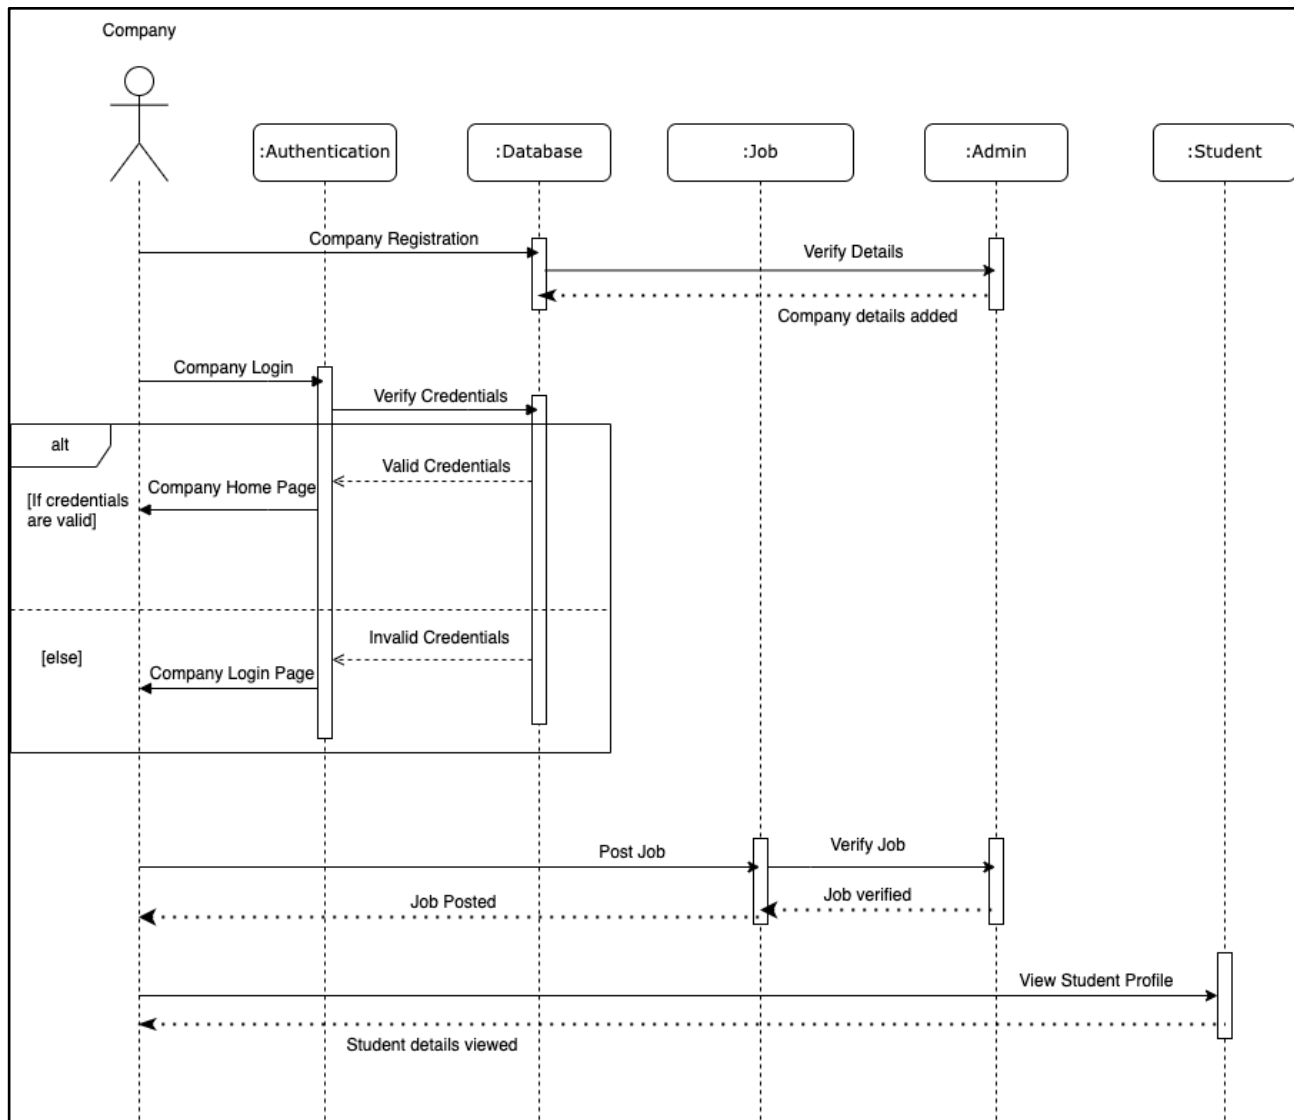 Company
:Authentication
:Database
:Job
:Admin
:Student
Company Registration
Verify Details
Company details added
Company Login
Verify Credentials
alt
Valid Credentials
[If credentials
are valid]
Company Home Page
Invalid Credentials
[else]
Company Login Page
Post Job
Verify Job
Job verified
Job Posted
View Student Profile
Student details viewed